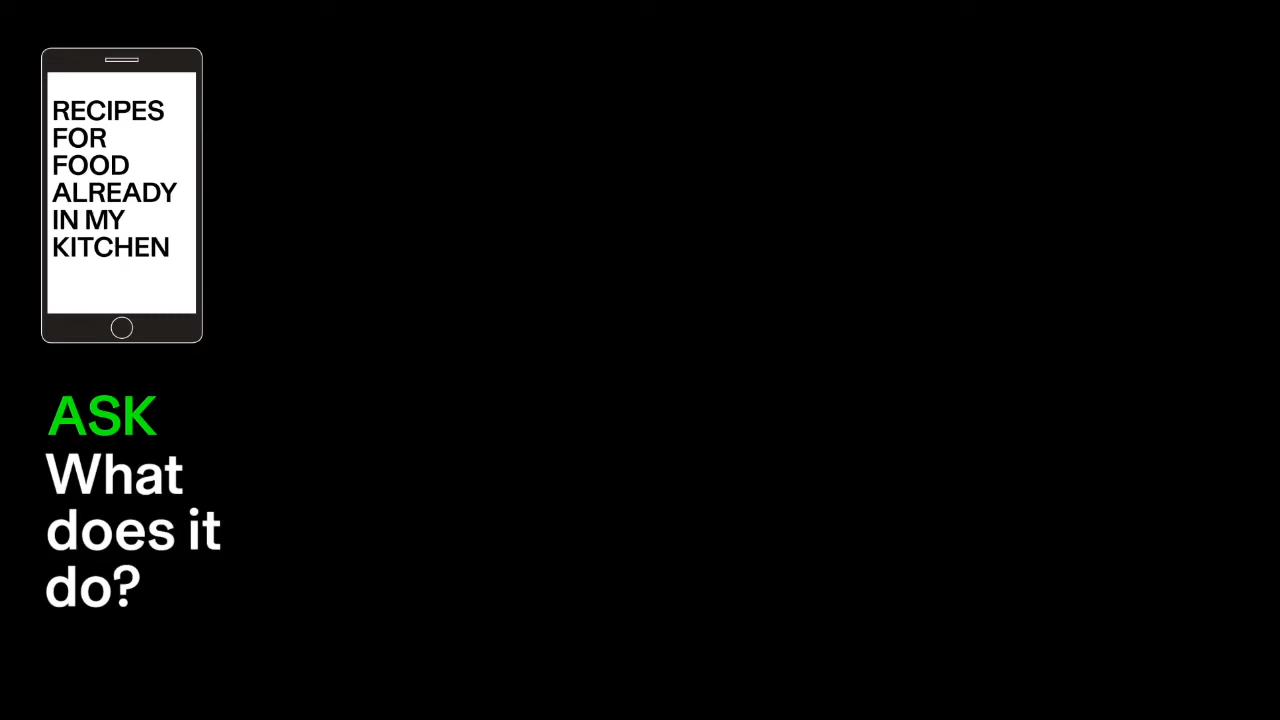 RECIPES
FOR
FOOD
ALREADY
IN MY
KITCHEN
ASK
What
does it
do?